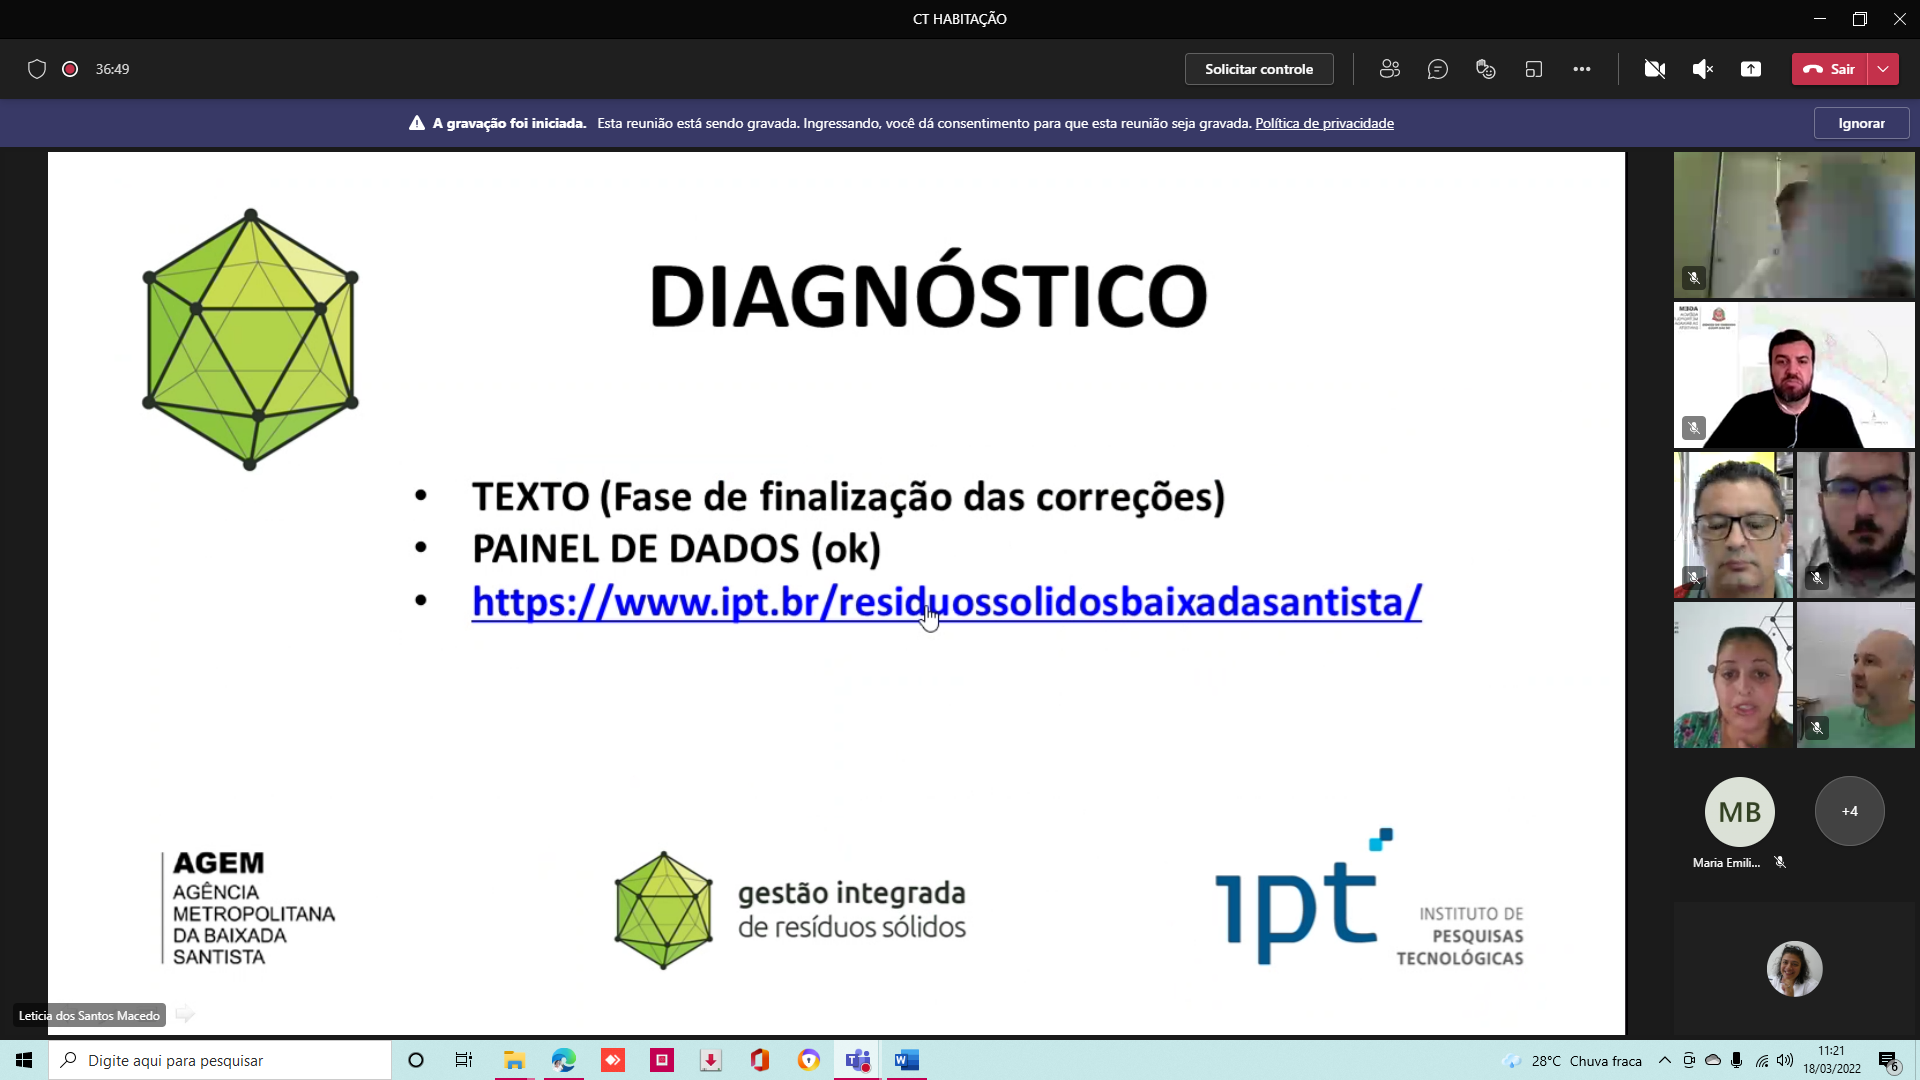 CT HABITAÇÃO
36:49
Solicitar controle
Sair
A gravação foi iniciada. Esta reunião está sendo gravada. Ingressando, você dá consentimento para que esta reunião seja gravada. Política de privacidade
Ignorar
DIAGNÓSTICO
• TEXTO (Fase de finalização das correções)
• PAINEL DE DADOS (ok)
• https://www.ipt.br/residuossolidosbaixadasantista/
AGEM
AGÊNCIA
METROPOLITANA
DA BAIXADA
SANTISTA
gestão integrada
de resíduos sólidos
ipt
INSTITUTO DE
PESQUISAS
TECNOLÓGICAS
MB
+4
Maria Emili...
Leticia dos Santos Macedo
Digite aqui para pesquisar
28°C Chuva fraca
11:21
18/03/2022
6